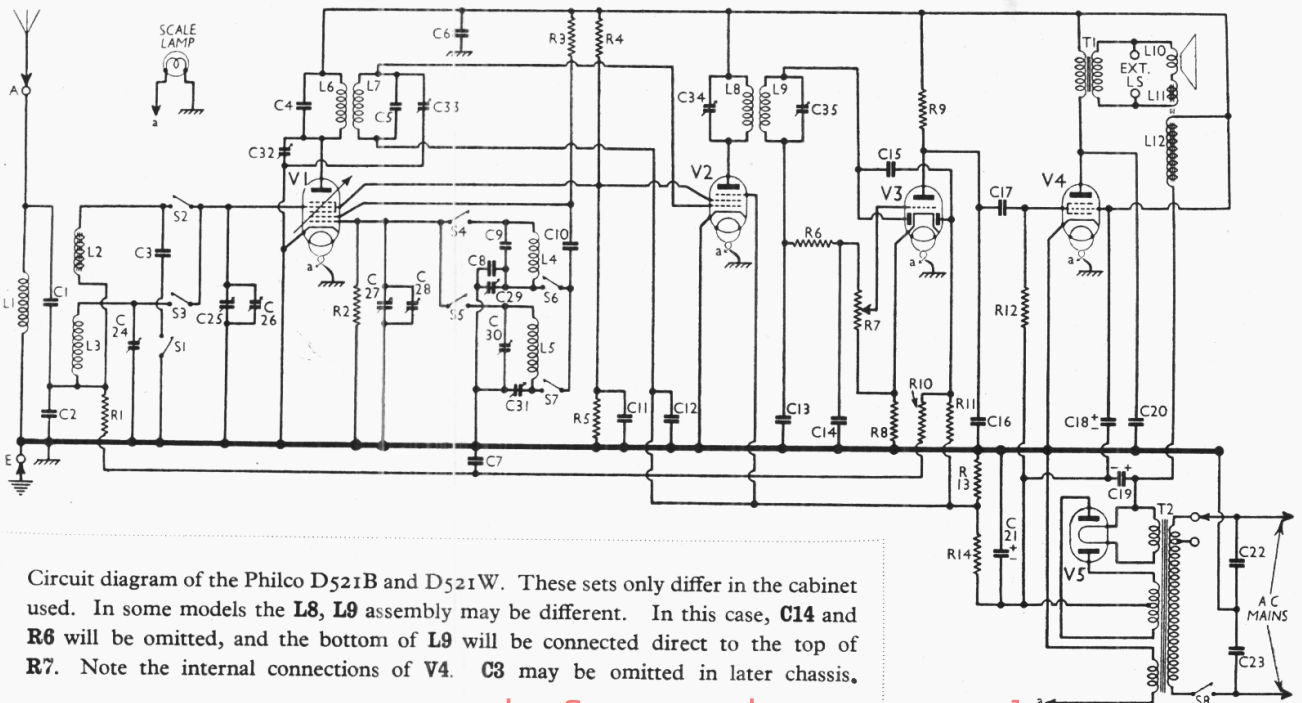 SCALE
LAMP
A
a
C6
R3
R4
L6
L7
C4
C5
C33
C34
L8
L9
C35
R9
T1
L10
EXT.
LS
L11
L12
C32
V1
V2
C15
V3
C17
V4
S2
S4
L2
C3
C9
C10
L4
C8
C29
S6
R6
a
a
a
a
L1
C1
S3
C
24
L3
S1
C25
C
26
R2
C
27
C
28
S5
C
30
L5
S7
C31
R7
R12
C2
R1
R5
C11
C12
C13
C14
R8
R10
R11
C16
C18
+
-
C20
E
C7
R
13
- +
C19
T2
R14
C
21
+
-
V5
C22
A C
MAINS
C23
S8
a
Circuit diagram of the Philco D521B and D521W. These sets only differ in the cabinet
used. In some models the L8, L9 assembly may be different. In this case, C14 and
R6 will be omitted, and the bottom of L9 will be connected direct to the top of
R7. Note the internal connections of V4. C3 may be omitted in later chassis.